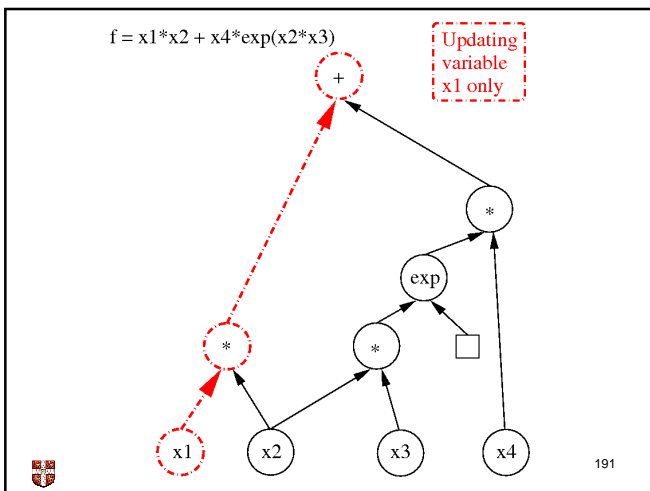 f = x1*x2 + x4*exp(x2*x3)
Updating
variable
x1 only
+
*
exp
*
*
x1
x2
x3
x4
191